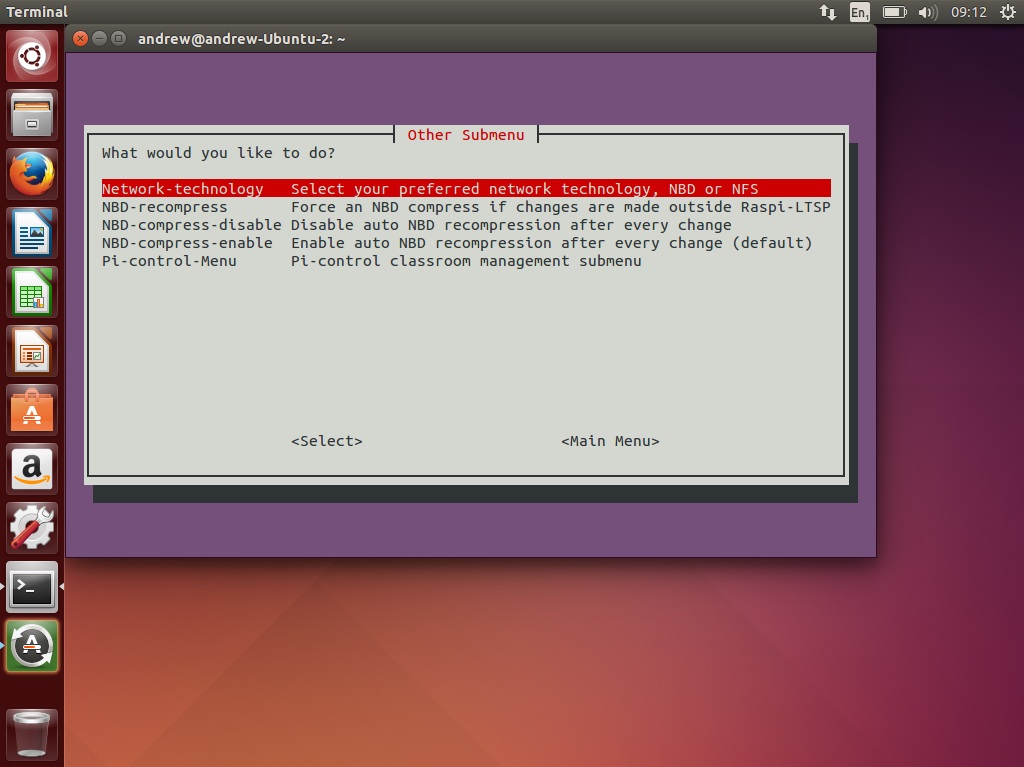 Terminal
En1
09:12
andrew@andrew-Ubuntu-2: ~
Other Submenu
What would you like to do?
Network-technology Select your preferred network technology, NBD or NFS
NBD-recompress Force an NBD compress if changes are made outside Raspi-LTSP
NBD-compress-disable Disable auto NBD recompression after every change
NBD-compress-enable Enable auto NBD recompression after every change (default)
Pi-control-Menu Pi-control classroom management submenu
<Select> <Main Menu>